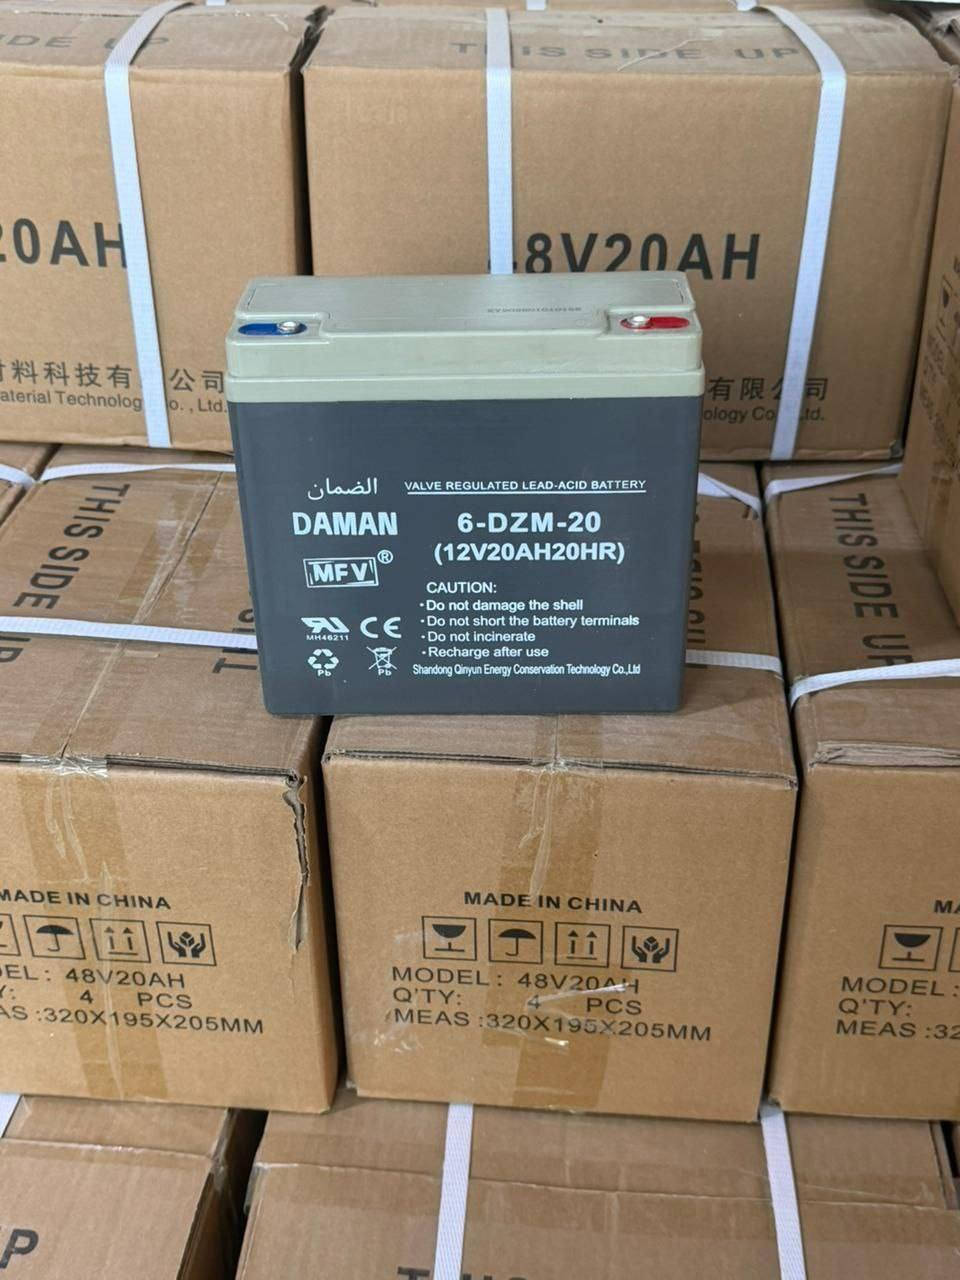 THIS SIDE UP
20AH
48V20AH
材料科技有 公司
aterial Technolog o., Ltd.
有限 司
ology Co Ltd.
الضمان
DAMAN
MFV®
VALVE REGULATED LEAD-ACID BATTERY
6-DZM-20
(12V20AH20HR)
CAUTION:
·Do not damage the shell
·Do not short the battery terminals
·Do not incinerate
·Recharge after use
MH46211
CE
Pb
Pb
Shandong Qinyun Energy Conservation Technology Co.,Ltd
THIS SIDE
THIS SIDE UP
MADE IN CHINA
MODEL: 48V20AH
Q'TY: 4 PCS
MEAS :320X195X205MM
MADE IN CHINA
MODEL : 48V20AH
Q'TY: 4 PCS
MEAS :320X195X205MM
MA
MODEL :
Q'TY:
MEAS :32